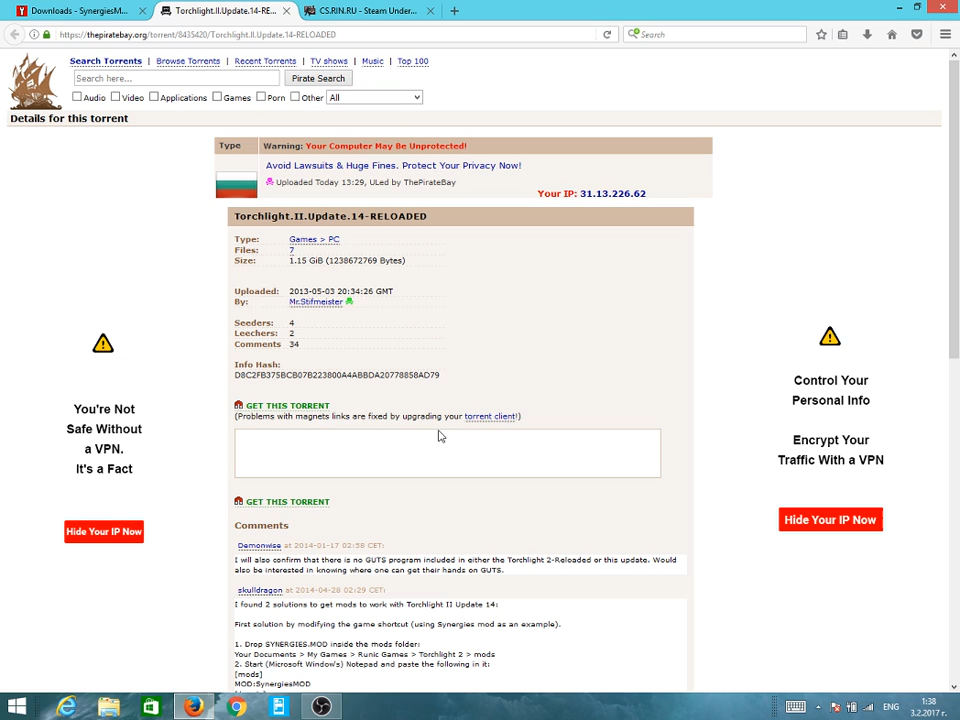 Downloads - SynergiesM...
Torchlight.II.Update.14-RE...
CS.RIN.RU - Steam Under...
https://thepiratebay.org/torrent/8435420/Torchlight.II.Update.14-RELOADED
Search
Search Torrents | Browse Torrents | Recent Torrents | TV shows | Music | Top 100
Search here...
Pirate Search
Audio Video Applications Games Porn Other All
Details for this torrent
Type
Warning: Your Computer May Be Unprotected!
Avoid Lawsuits & Huge Fines. Protect Your Privacy Now!
Uploaded Today 13:29, ULed by ThePirateBay
Your IP: 31.13.226.62
Torchlight.II.Update.14-RELOADED
Type: Games > PC
Files: 7
Size: 1.15 GiB (1238672769 Bytes)
Uploaded: 2013-05-03 20:34:26 GMT
By: Mr.Stifmeister
Seeders: 4
Leechers: 2
Comments 34
Info Hash:
D8C2FB375BCB07B223800A4ABBDA20778858AD79
GET THIS TORRENT
(Problems with magnets links are fixed by upgrading your torrent client!)
GET THIS TORRENT
Comments
Demonwise at 2014-01-17 02:58 CET:
I will also confirm that there is no GUTS program included in either the Torchlight 2-Reloaded or this update. Would
also be interested in knowing where one can get their hands on GUTS.
skulldragon at 2014-04-28 02:29 CET:
I found 2 solutions to get mods to work with Torchlight II Update 14:
First solution by modifying the game shortcut (using Synergies mod as an example).
1. Drop SYNERGIES.MOD inside the mods folder:
Your Documents > My Games > Runic Games > Torchlight 2 > mods
2. Start (Microsoft Window's) Notepad and paste the following in it:
[mods]
MOD:SynergiesMOD
You're Not
Safe Without
a VPN.
It's a Fact
Hide Your IP Now
Control Your
Personal Info
Encrypt Your
Traffic With a VPN
Hide Your IP Now
ENG
1:38
3.2.2017 г.